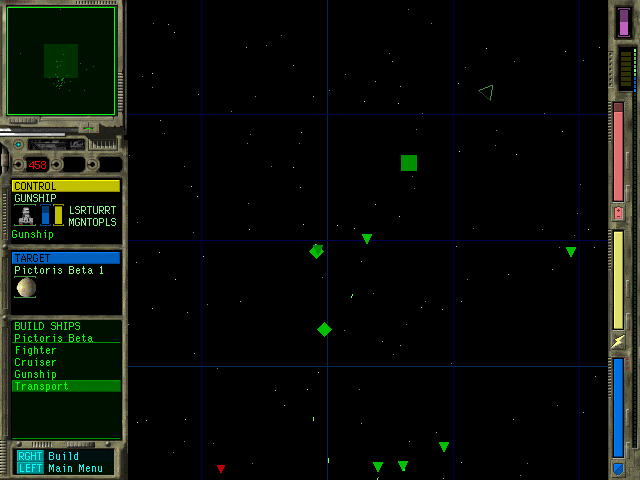 458
CONTROL
GUNSHIP
LSRTURRT
MGNTOPLS
Gunship
TARGET
Pictoris Beta 1
BUILD SHIPS
Pictoris Beta
Fighter
Cruiser
Gunship
Transport
RGHT Build
LEFT Main Menu